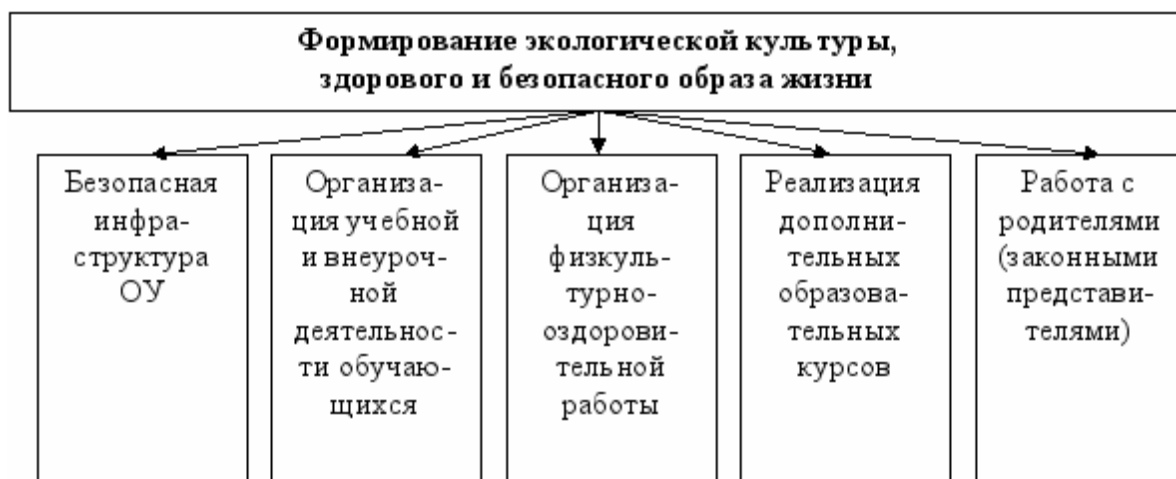 Формирование экологической культуры,
здорового и безопасного образа жизни
Безопасная
инфра-
структура
ОУ
Организа-
ция учебной
и внеуроч-
ной
деятельнос-
ти обучаю-
щихся
Организа-
ция
физкуль-
турно-
оздорови-
тельной
работы
Реализация
дополни-
тельных
образова-
тельных
курсов
Работа с
родителями
(законными
представи-
телями)